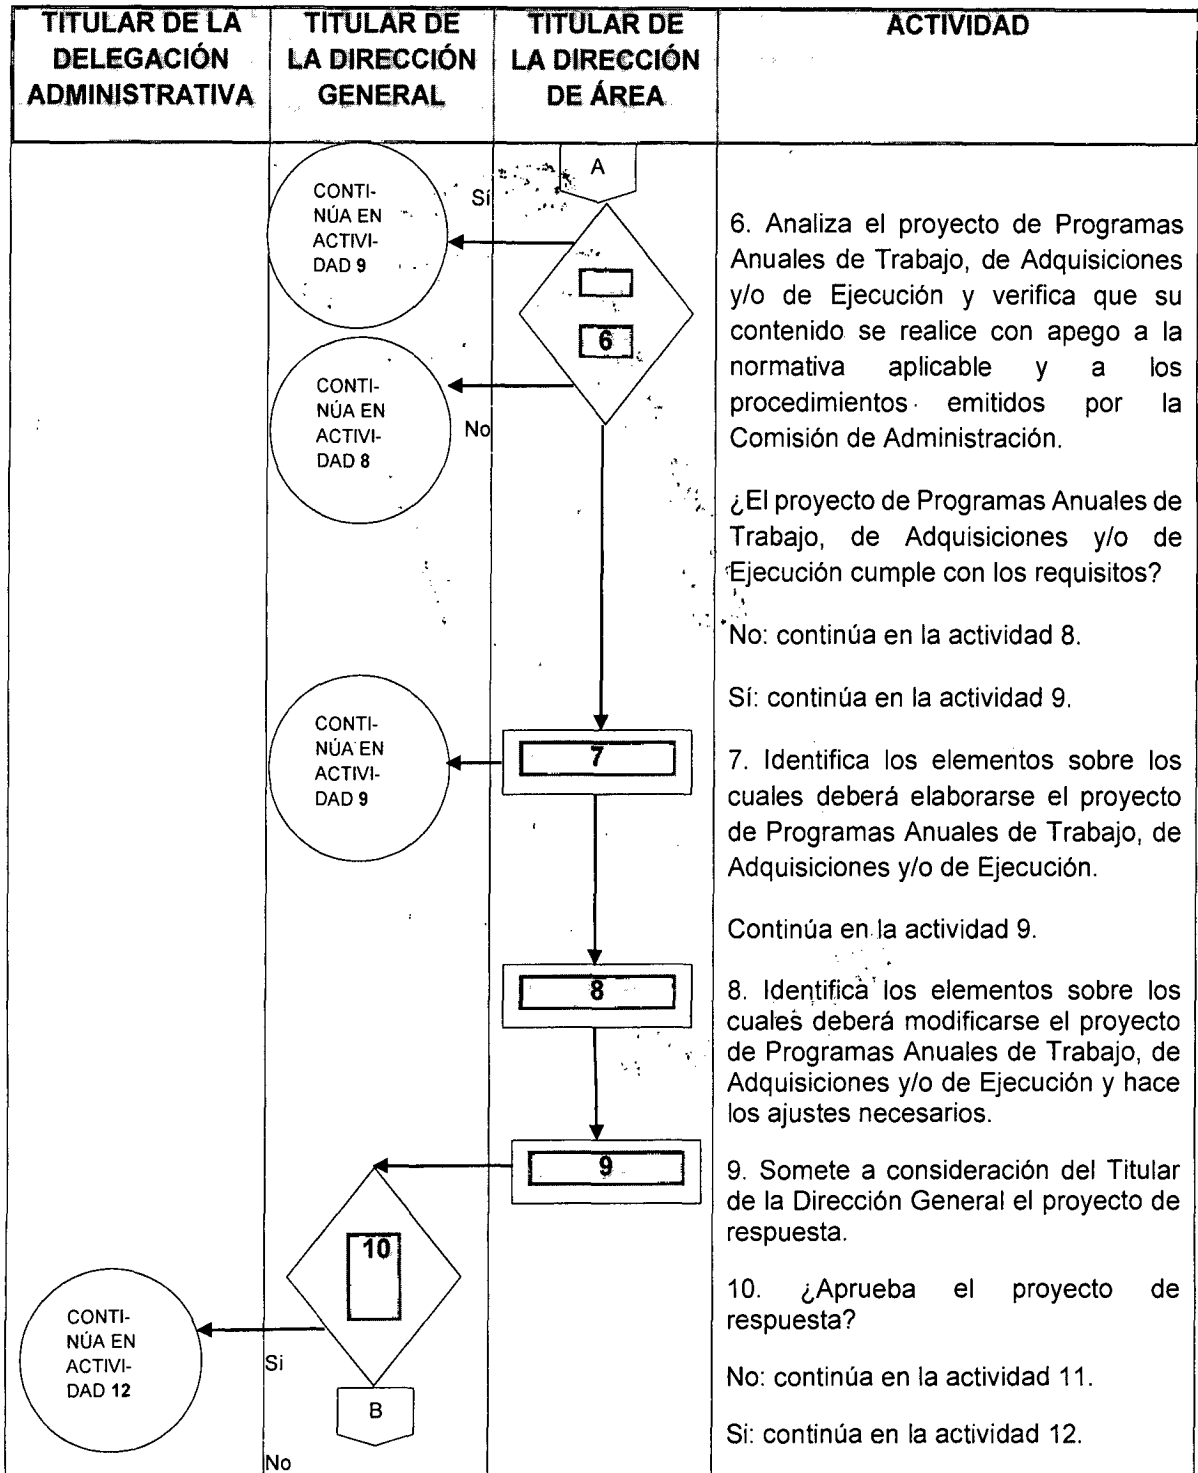 TITULAR DE LA
DELEGACIÓN
ADMINISTRATIVA
TITULAR DE
LA DIRECCIÓN
GENERAL
TITULAR DE
LA DIRECCIÓN
DE ÁREA
ACTIVIDAD
A
CONTI-
NÚA EN
ACTIVI-
DAD 9
Sí
6
CONTI-
NÚA EN
ACTIVI-
DAD 8
No
CONTI-
NÚA EN
ACTIVI-
DAD 9
7
8
9
10
CONTI-
NÚA EN
ACTIVI-
DAD 12
Si
B
No
6. Analiza el proyecto de Programas
Anuales de Trabajo, de Adquisiciones
y/o de Ejecución y verifica que su
contenido se realice con apego a la
normativa aplicable y a los
procedimientos emitidos por la
Comisión de Administración.
¿El proyecto de Programas Anuales de
Trabajo, de Adquisiciones y/o de
Ejecución cumple con los requisitos?
No: continúa en la actividad 8.
Sí: continúa en la actividad 9.
7. Identifica los elementos sobre los
cuales deberá elaborarse el proyecto
de Programas Anuales de Trabajo, de
Adquisiciones y/o de Ejecución.
Continúa en la actividad 9.
8. Identifica los elementos sobre los
cuales deberá modificarse el proyecto
de Programas Anuales de Trabajo, de
Adquisiciones y/o de Ejecución y hace
los ajustes necesarios.
9. Somete a consideración del Titular
de la Dirección General el proyecto de
respuesta.
10. ¿Aprueba el proyecto de
respuesta?
No: continúa en la actividad 11.
Si: continúa en la actividad 12.